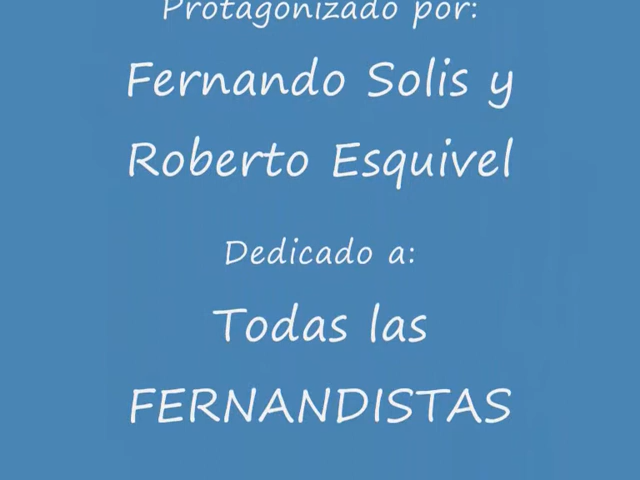 Protagonizado por:
Fernando Solis y
Roberto Esquivel
Dedicado a:
Todas las
FERNANDISTAS